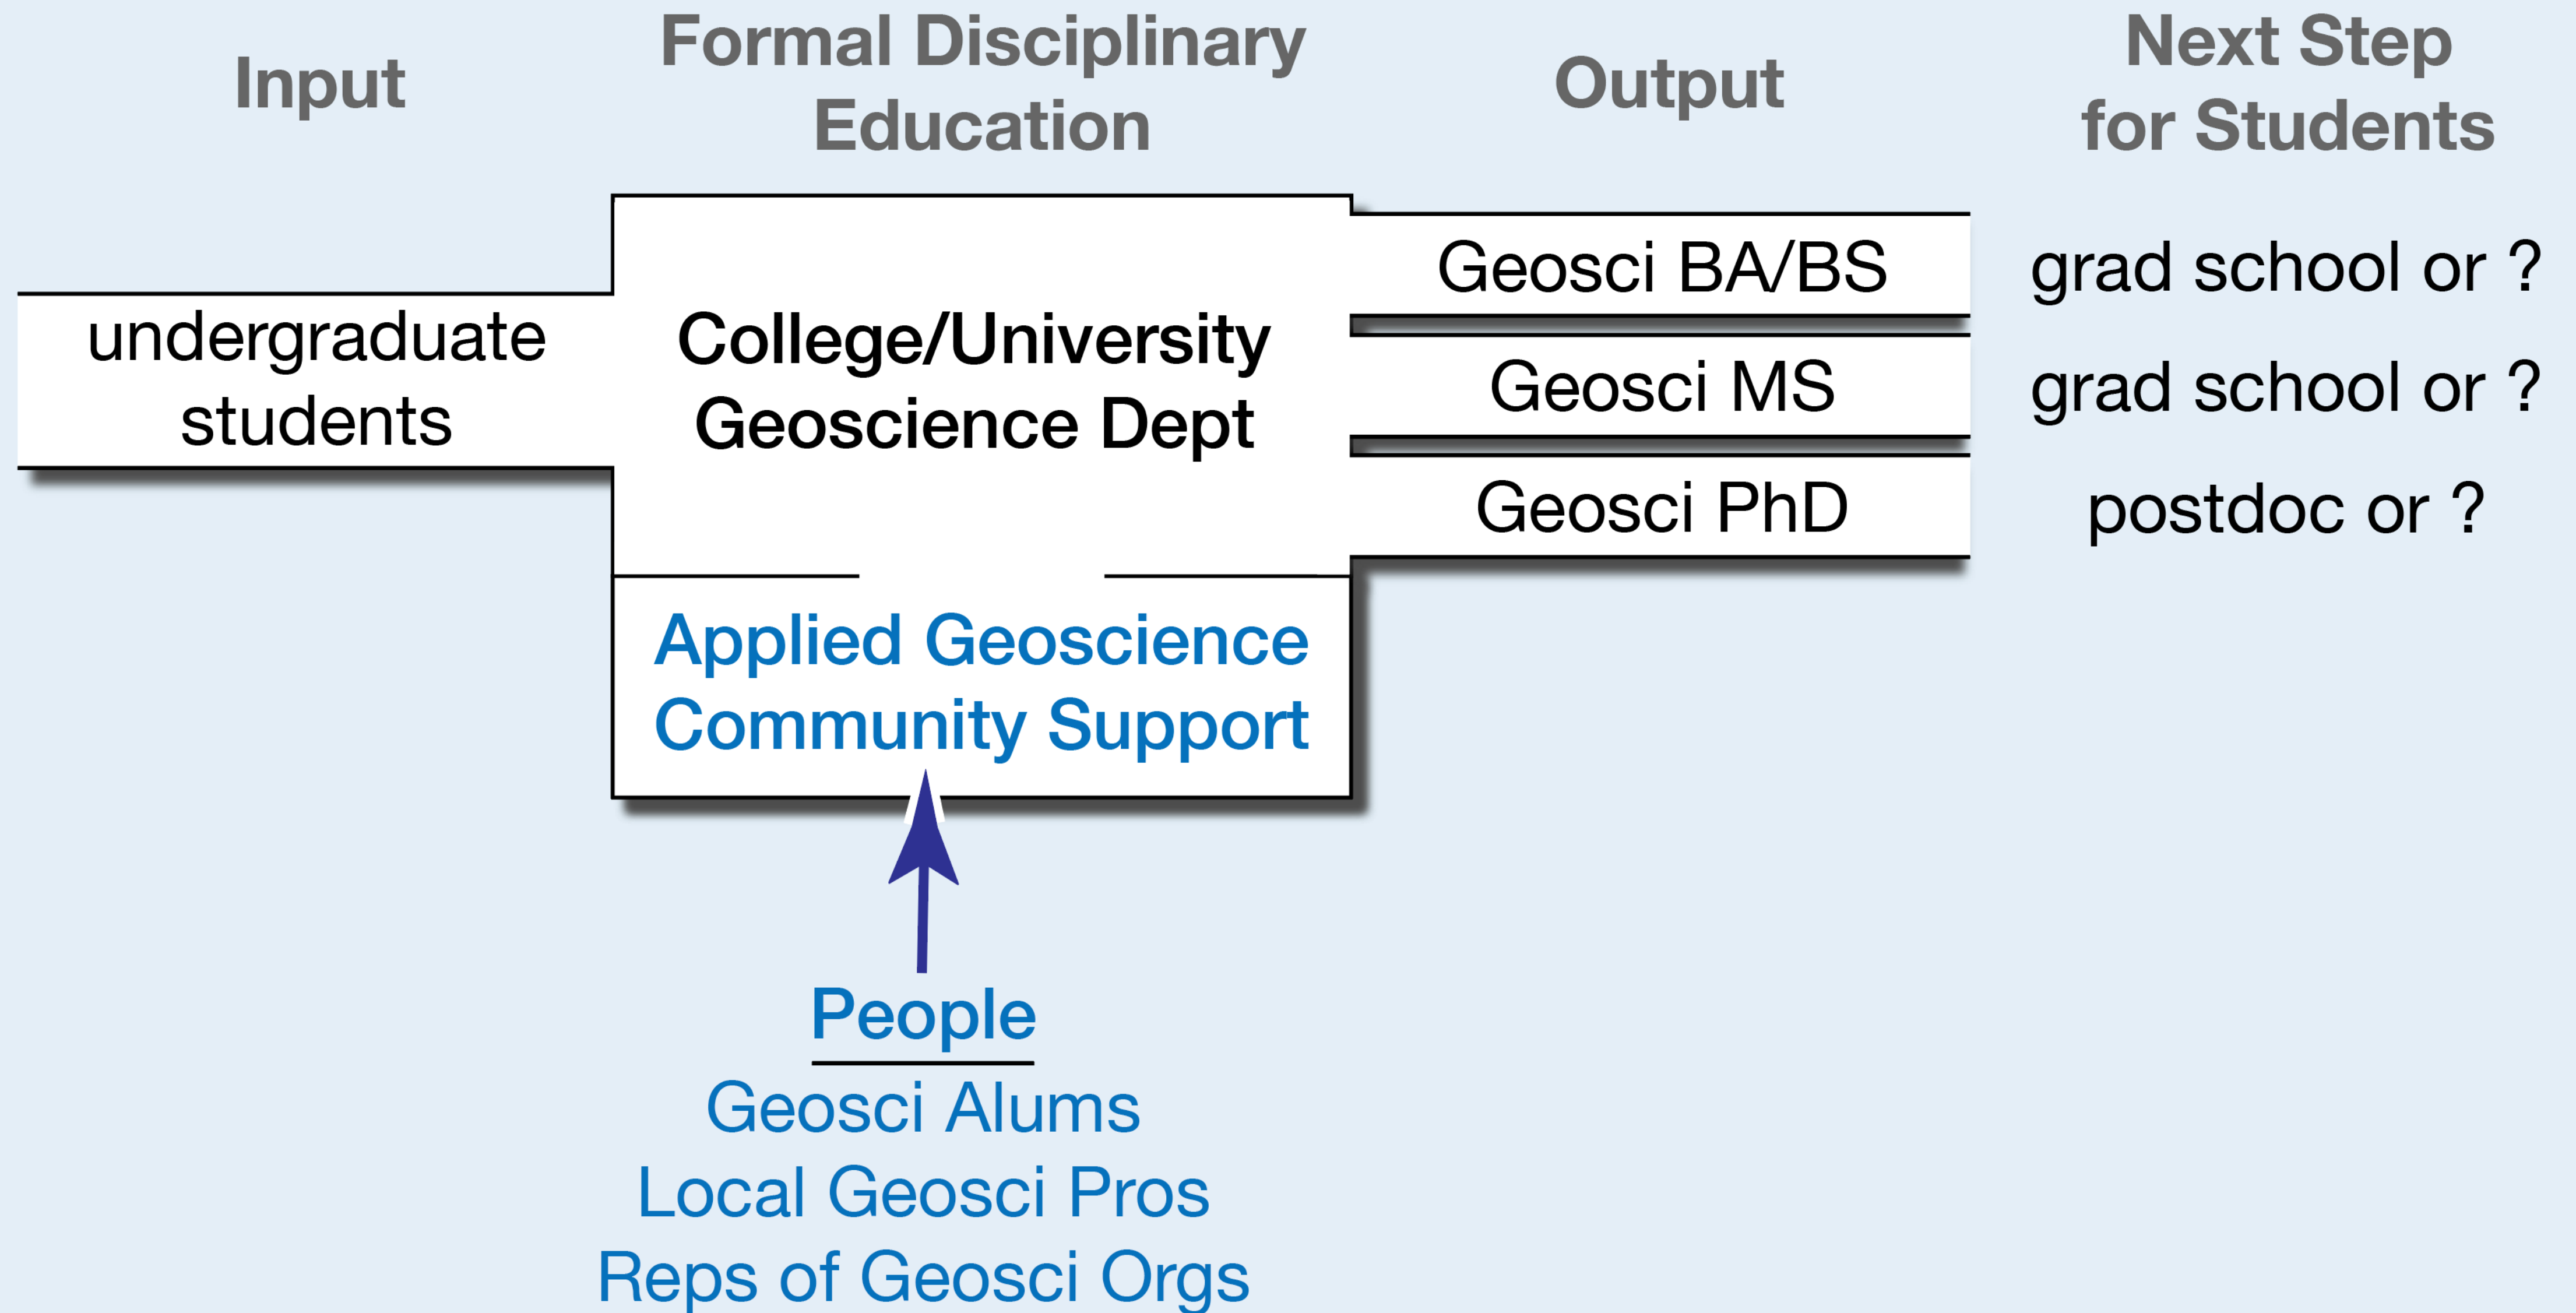 Input
Formal Disciplinary
Education
Output
Next Step
for Students
undergraduate
students
College/University
Geoscience Dept
Geosci BA/BS
grad school or ?
Geosci MS
grad school or ?
Geosci PhD
postdoc or ?
Applied Geoscience
Community Support
People
Geosci Alums
Local Geosci Pros
Reps of Geosci Orgs